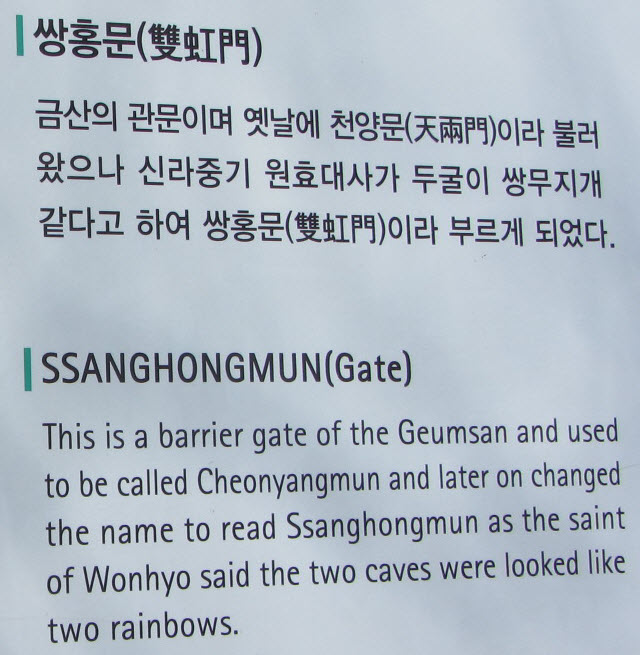 쌍홍문(雙虹門)
금산의 관문이며 옛날에 천양문(天兩門)이라 불러
왔으나 신라중기 원효대사가 두굴이 쌍무지개
같다고 하여 쌍홍문(雙虹門)이라 부르게 되었다.
SSANGHONGMUN(Gate)
This is a barrier gate of the Geumsan and used
to be called Cheonyangmun and later on changed
the name to read Ssanghongmun as the saint
of Wonhyo said the two caves were looked like
two rainbows.